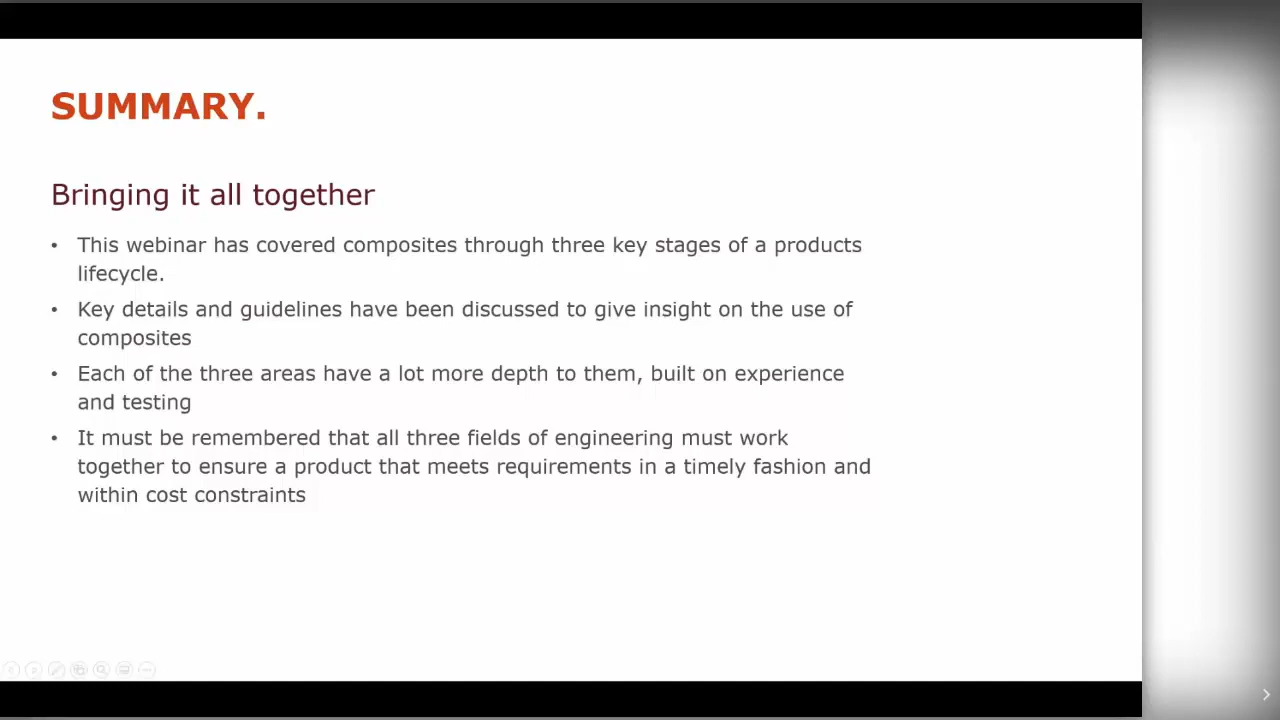 SUMMARY.
Bringing it all together
• This webinar has covered composites through three key stages of a products
lifecycle.
• Key details and guidelines have been discussed to give insight on the use of
composites
• Each of the three areas have a lot more depth to them, built on experience
and testing
• It must be remembered that all three fields of engineering must work
together to ensure a product that meets requirements in a timely fashion and
within cost constraints